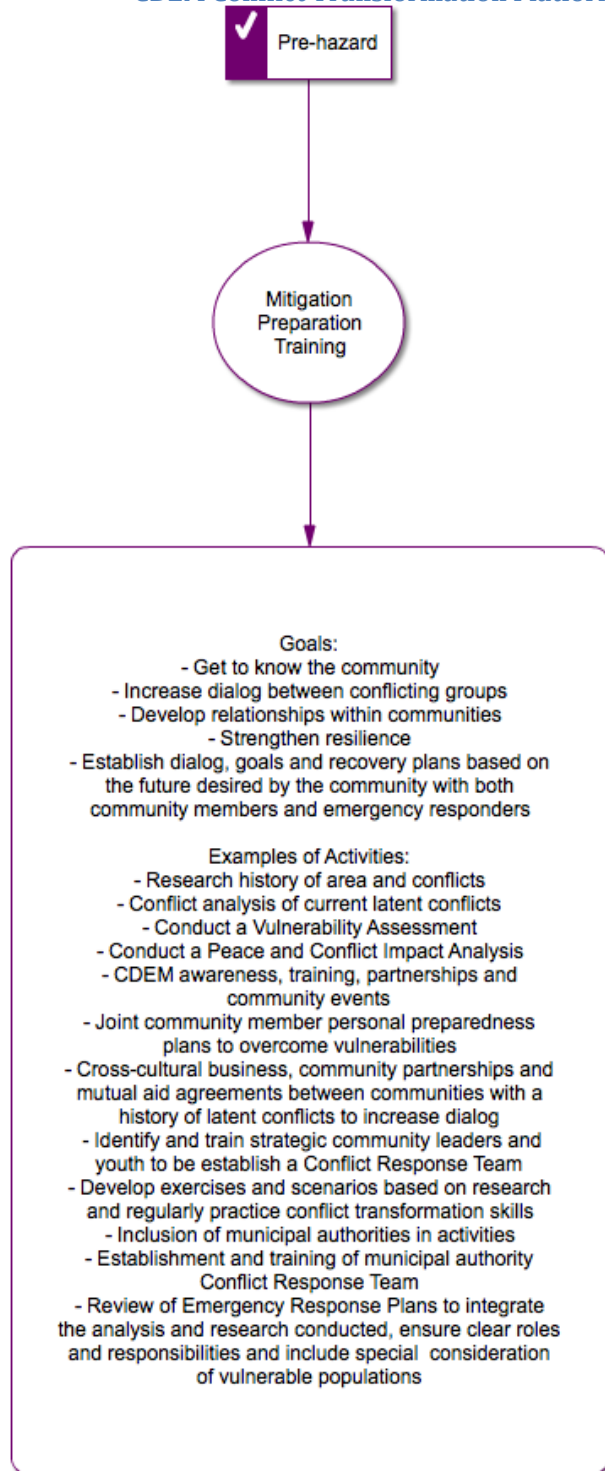 Pre-hazard
Mitigation
Preparation
Training
Goals:
- Get to know the community
- Increase dialog between conflicting groups
- Develop relationships within communities
- Strengthen resilience
- Establish dialog, goals and recovery plans based on
the future desired by the community with both
community members and emergency responders
Examples of Activities:
- Research history of area and conflicts
- Conflict analysis of current latent conflicts
- Conduct a Vulnerability Assessment
- Conduct a Peace and Conflict Impact Analysis
- CDEM awareness, training, partnerships and
community events
- Joint community member personal preparedness
plans to overcome vulnerabilities
- Cross-cultural business, community partnerships and
mutual aid agreements between communities with a
history of latent conflicts to increase dialog
- Identify and train strategic community leaders and
youth to be establish a Conflict Response Team
- Develop exercises and scenarios based on research
and regularly practice conflict transformation skills
- Inclusion of municipal authorities in activities
- Establishment and training of municipal authority
Conflict Response Team
- Review of Emergency Response Plans to integrate
the analysis and research conducted, ensure clear roles
and responsibilities and include special consideration
of vulnerable populations